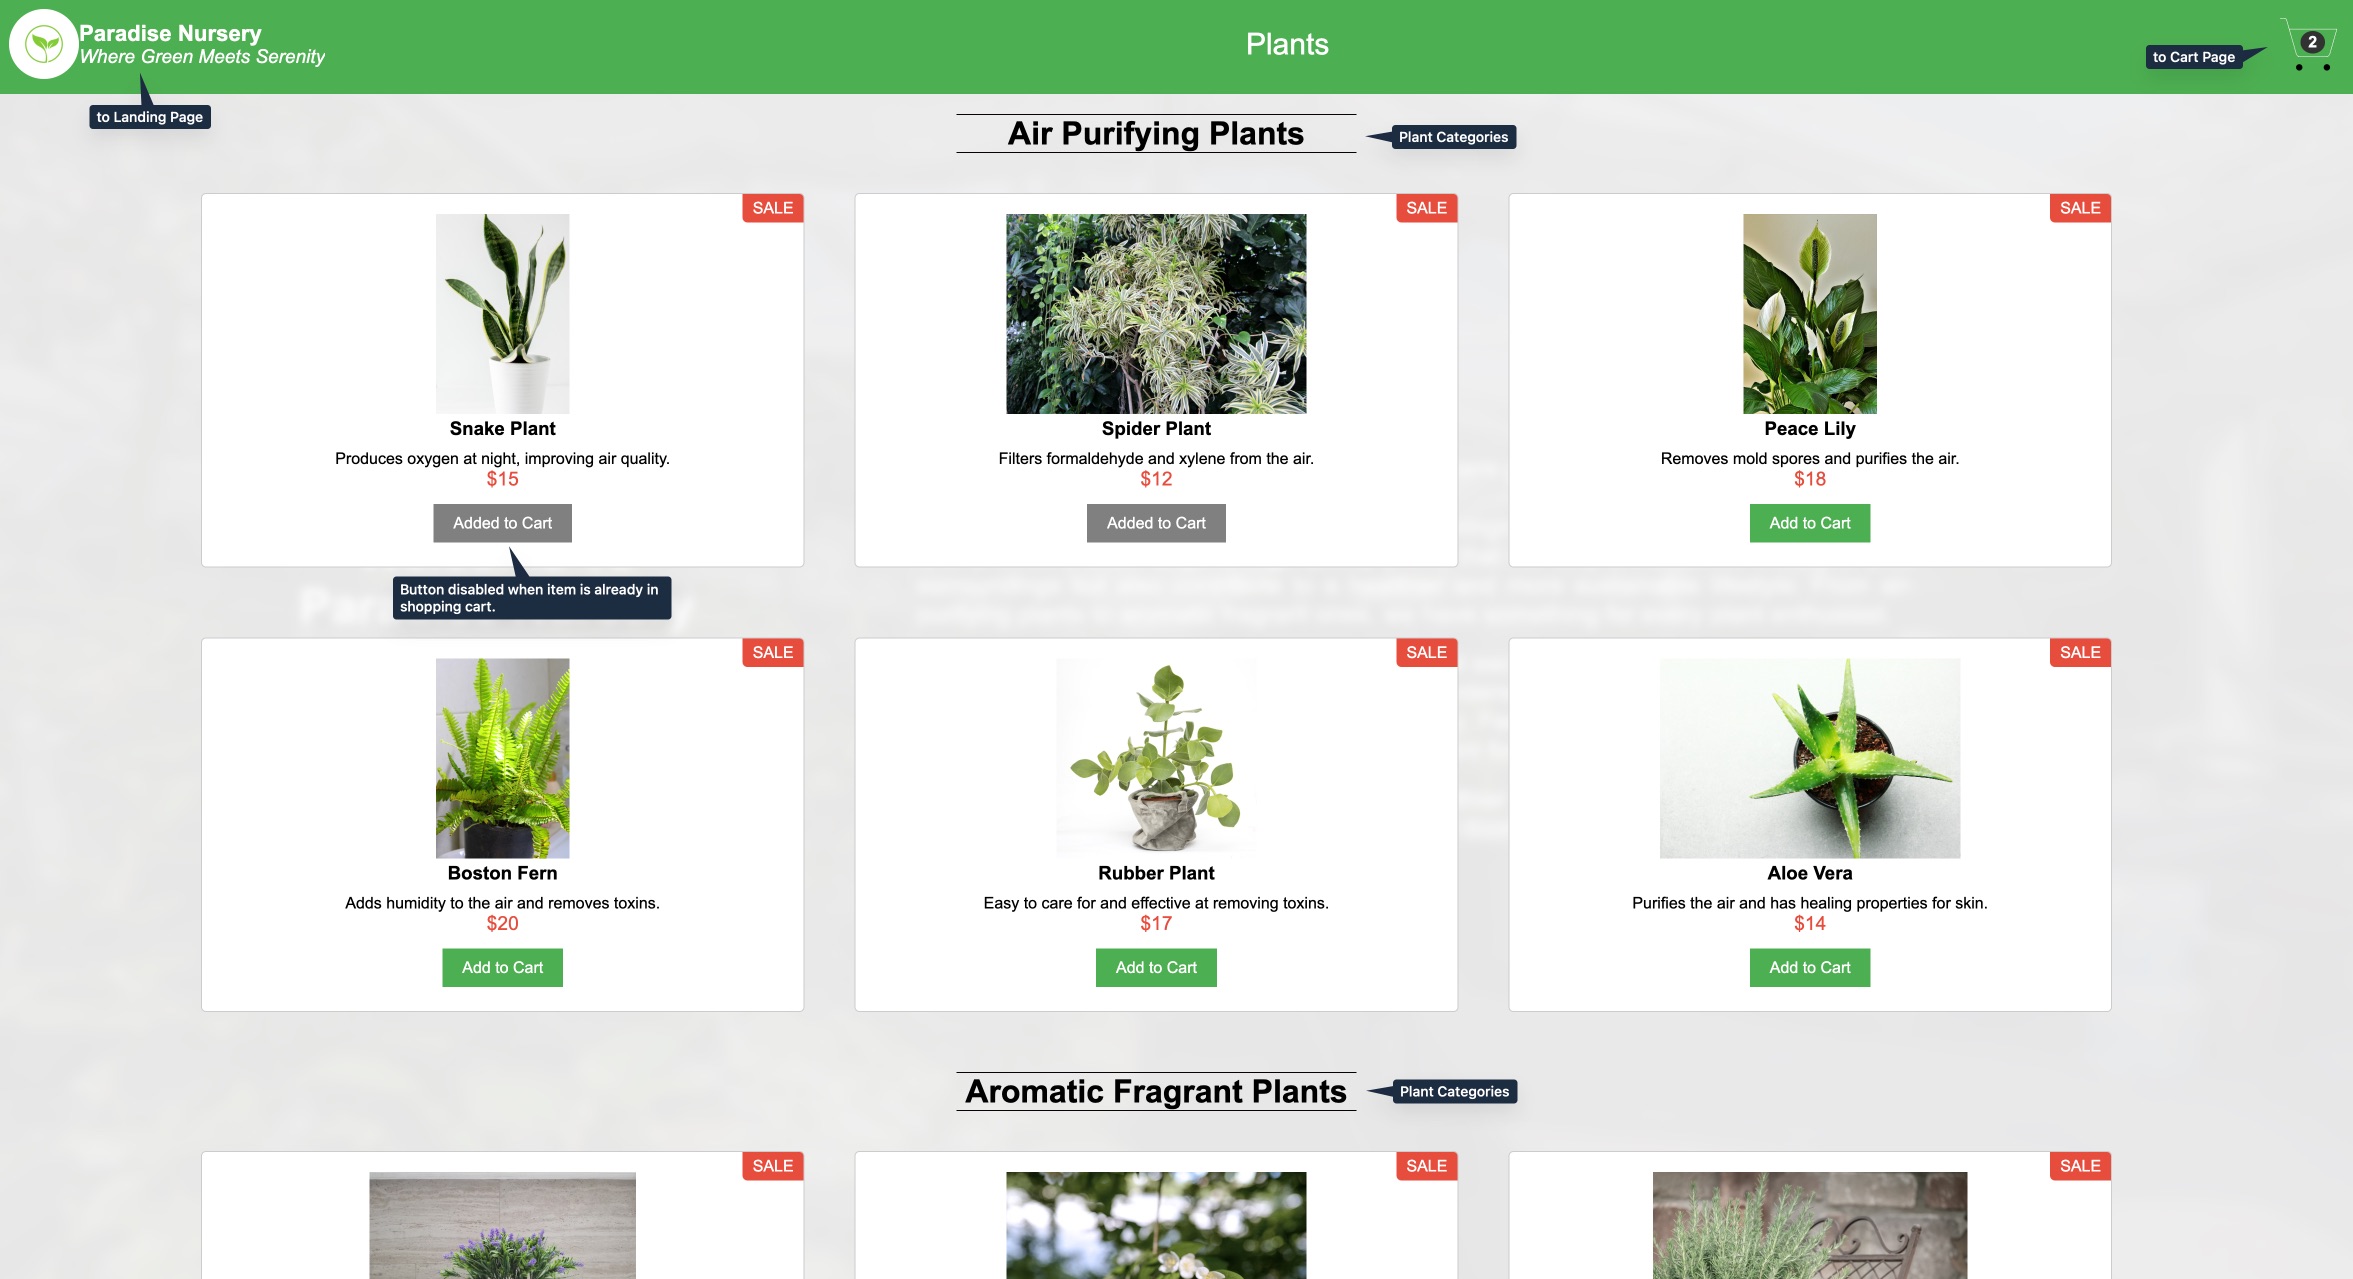 Paradise Nursery
Where Green Meets Serenity
Plants
2
to Cart Page
to Landing Page
Air Purifying Plants
Plant Categories
SALE
SALE
SALE
Snake Plant
Produces oxygen at night, improving air quality.
$15
Added to Cart
Spider Plant
Filters formaldehyde and xylene from the air.
$12
Added to Cart
Peace Lily
Removes mold spores and purifies the air.
$18
Add to Cart
Button disabled when item is already in
shopping cart.
SALE
SALE
SALE
Boston Fern
Adds humidity to the air and removes toxins.
$20
Add to Cart
Rubber Plant
Easy to care for and effective at removing toxins.
$17
Add to Cart
Aloe Vera
Purifies the air and has healing properties for skin.
$14
Add to Cart
Aromatic Fragrant Plants
Plant Categories
SALE
SALE
SALE